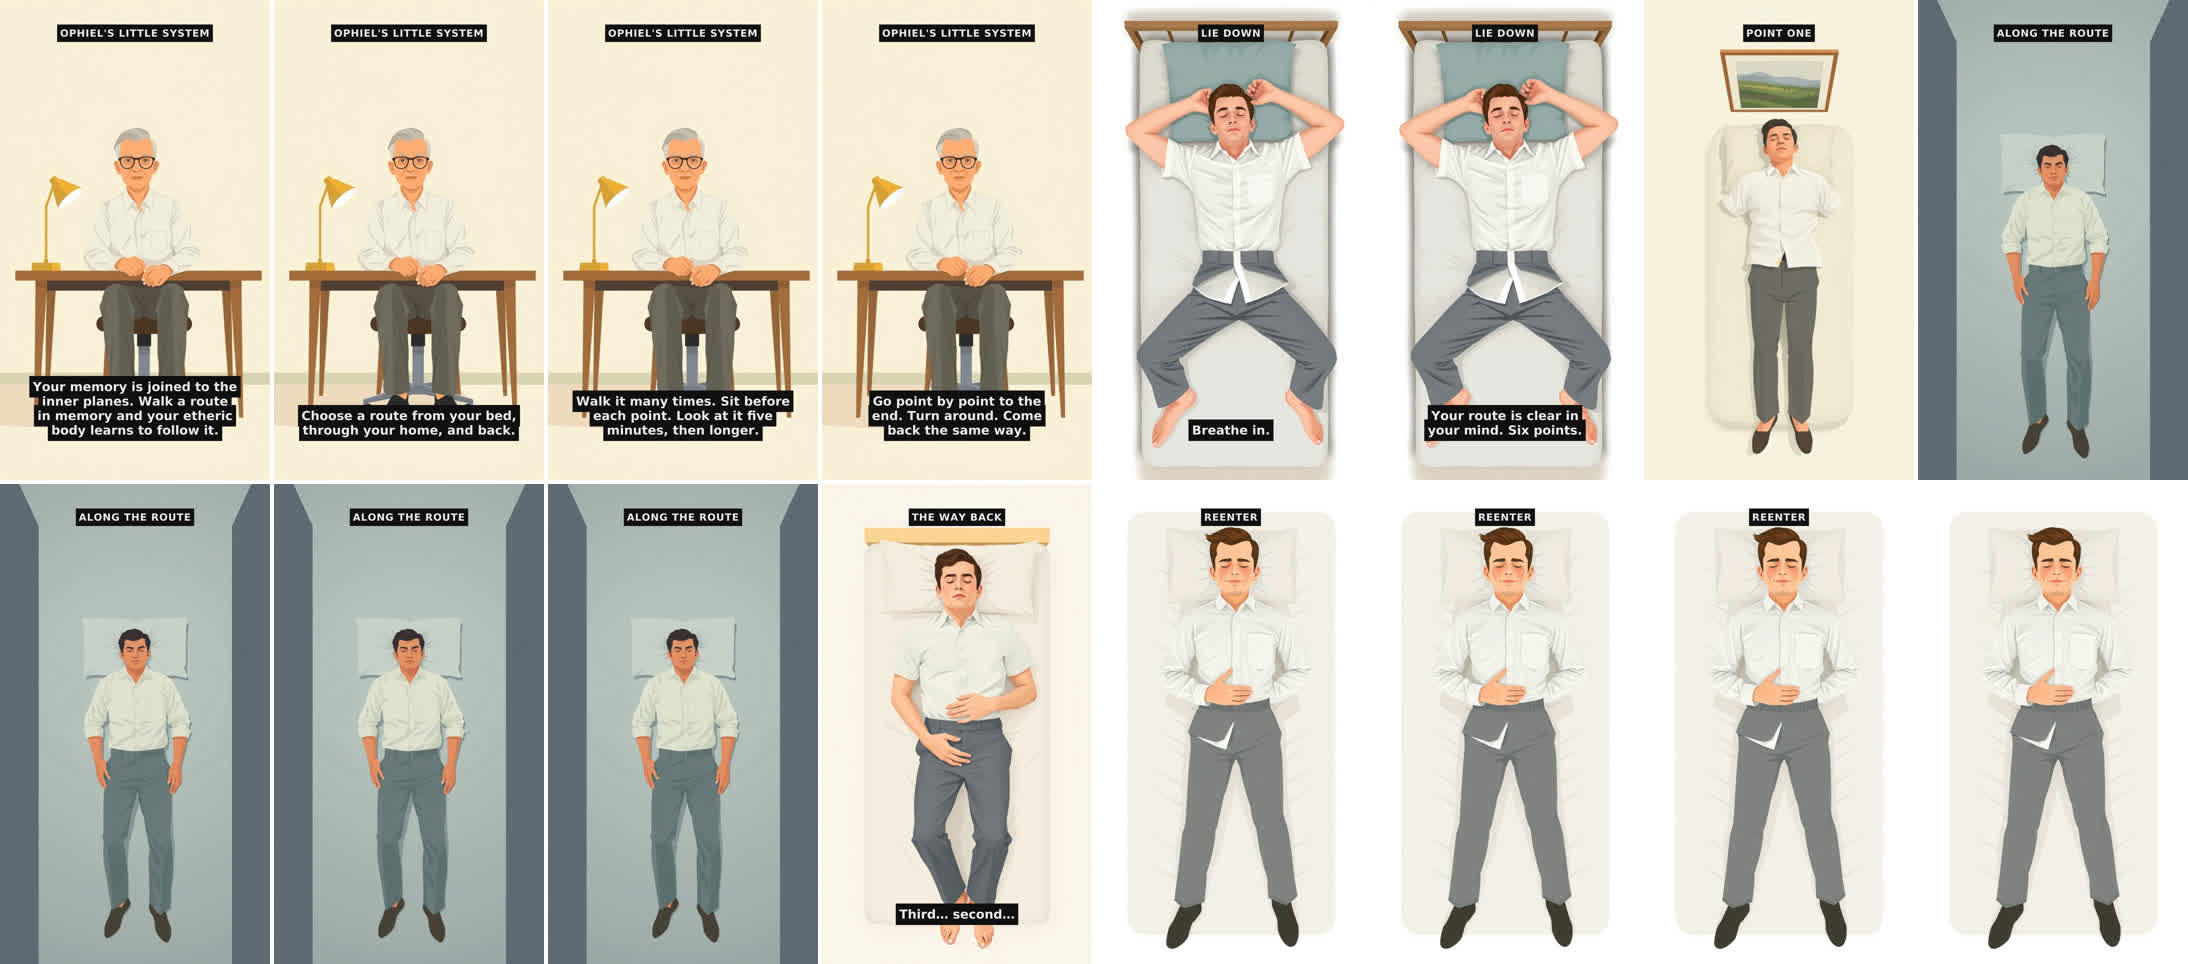 OPHIEL'S LITTLE SYSTEM
Your memory is joined to the
inner planes. Walk a route
in memory and your etheric
body learns to follow it.
OPHIEL'S LITTLE SYSTEM
Choose a route from your bed,
through your home, and back.
OPHIEL'S LITTLE SYSTEM
Walk it many times. Sit before
each point. Look at it five
minutes, then longer.
OPHIEL'S LITTLE SYSTEM
Go point by point to the
end. Turn around. Come
back the same way.
LIE DOWN
Breathe in.
LIE DOWN
Your route is clear in
your mind. Six points.
POINT ONE
ALONG THE ROUTE
ALONG THE ROUTE
ALONG THE ROUTE
ALONG THE ROUTE
THE WAY BACK
Third... second...
REENTER
REENTER
REENTER